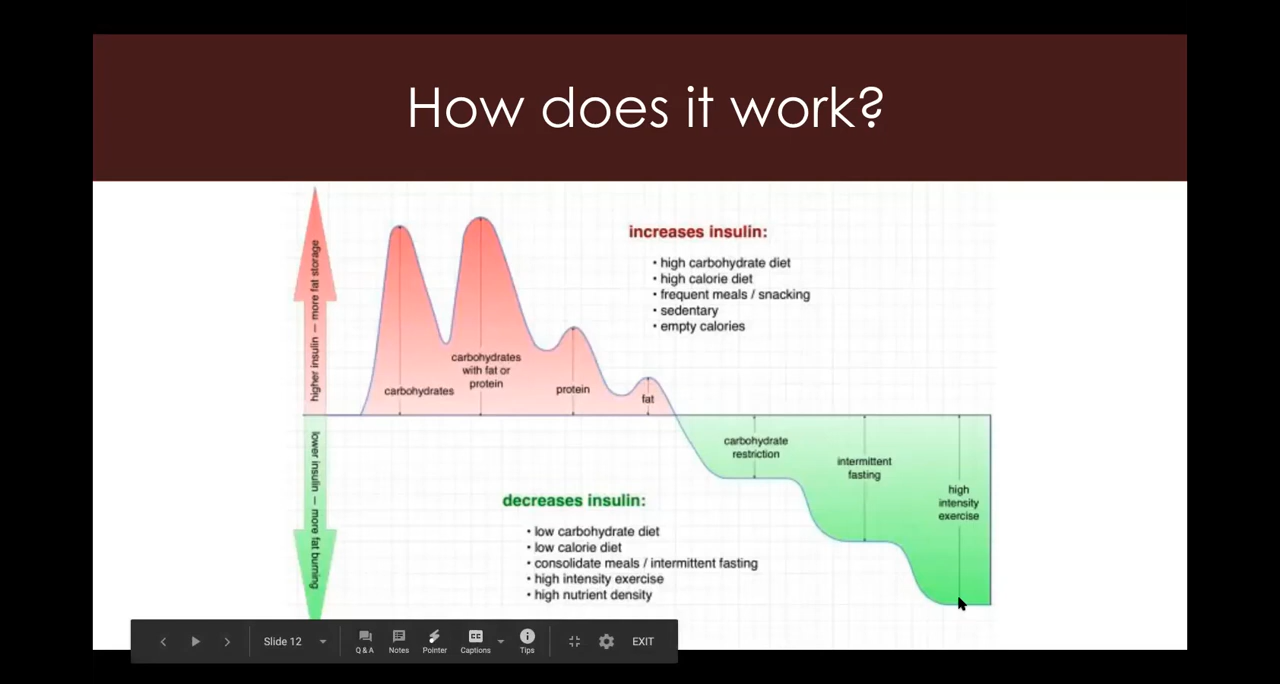 How does it work?
higher insulin – more fat storage
lower insulin – more fat burning
carbohydrates
carbohydrates
with fat or
protein
protein
fat
increases insulin:
• high carbohydrate diet
• high calorie diet
• frequent meals / snacking
• sedentary
• empty calories
carbohydrate
restriction
intermittent
fasting
high
intensity
exercise
decreases insulin:
• low carbohydrate diet
• low calorie diet
• consolidate meals / intermittent fasting
• high intensity exercise
• high nutrient density
Slide 12
Q & A
Notes
Pointer
Captions
Tips
EXIT